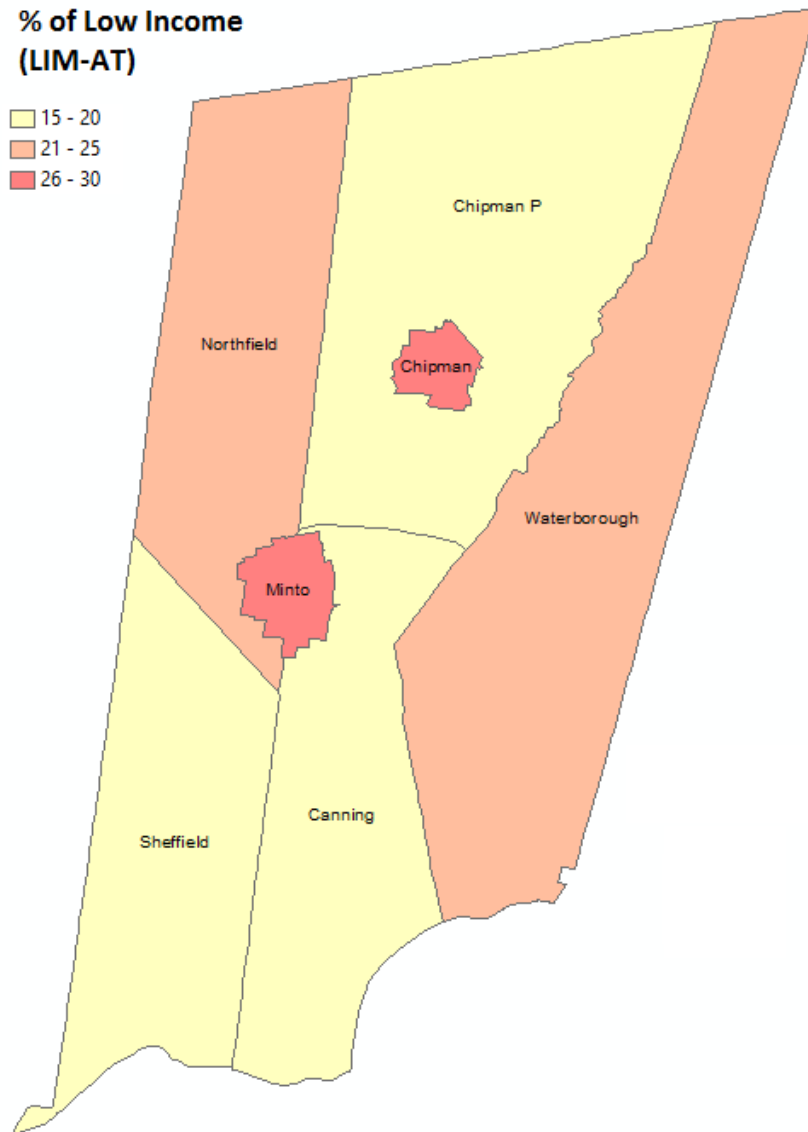 % of Low Income
(LIM-AT)
15 - 20
21 - 25
26 - 30
Chipman P
Northfield
Chipman
Waterborough
Minto
Canning
Sheffield